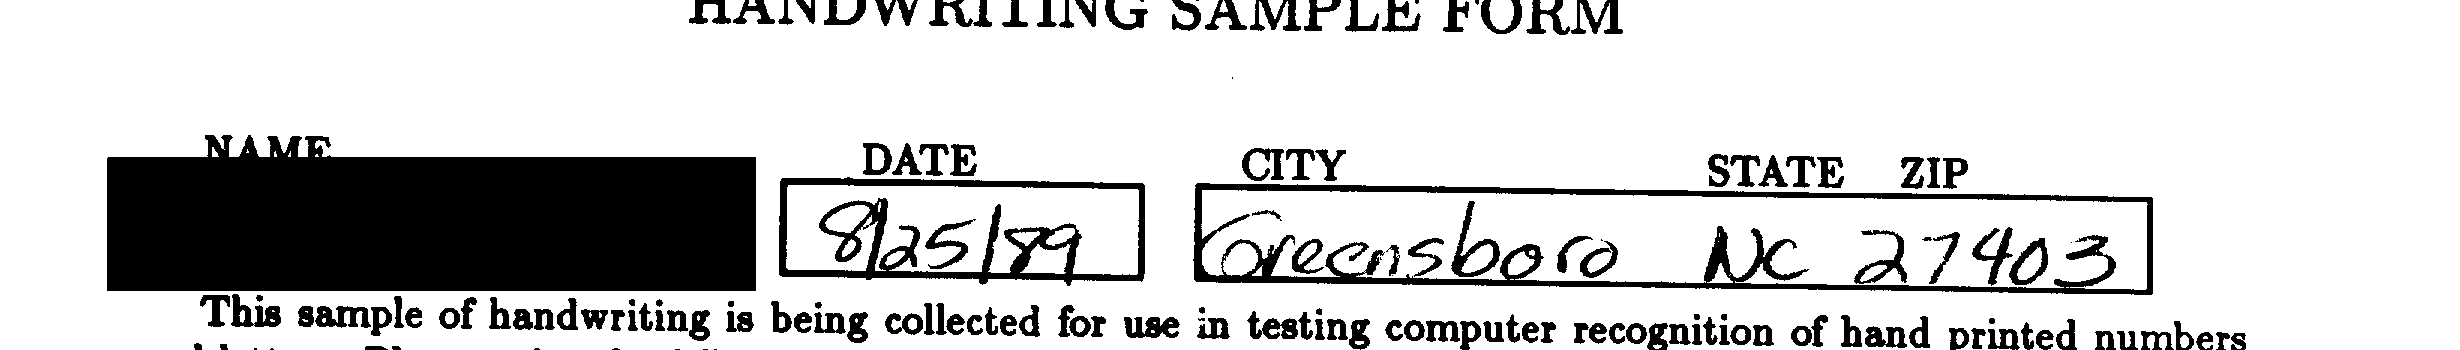 HANDWRITING SAMPLE FORM
NAME DATE CITY STATE ZIP
8/25/89 Greensboro NC 27403
This sample of handwriting is being collected for use in testing computer recognition of hand printed numbers